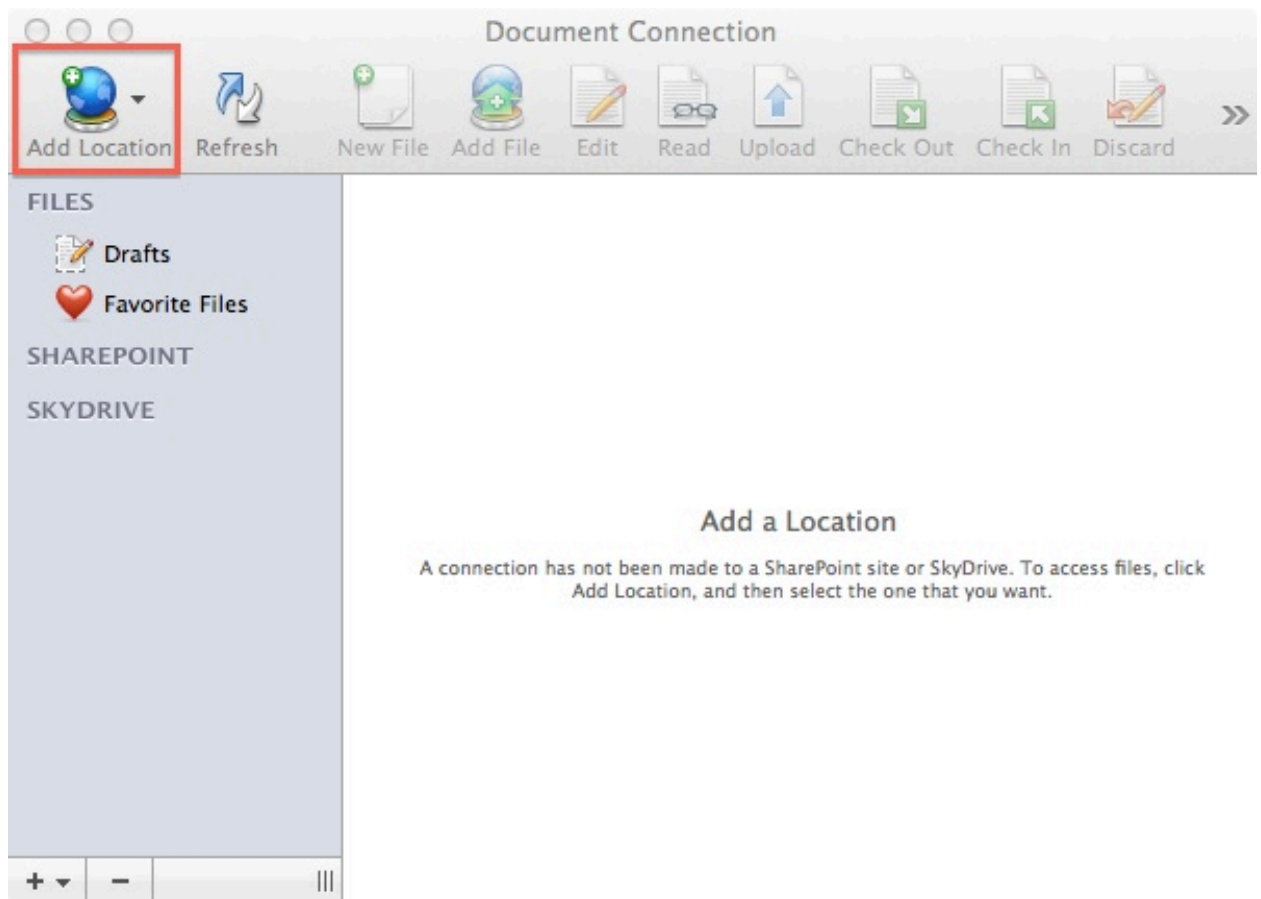 Document Connection
Add Location Refresh New File Add File Edit Read Upload Check Out Check In Discard
FILES
Drafts
Favorite Files
SHAREPOINT
SKYDRIVE
Add a Location
A connection has not been made to a SharePoint site or SkyDrive. To access files, click
Add Location, and then select the one that you want.